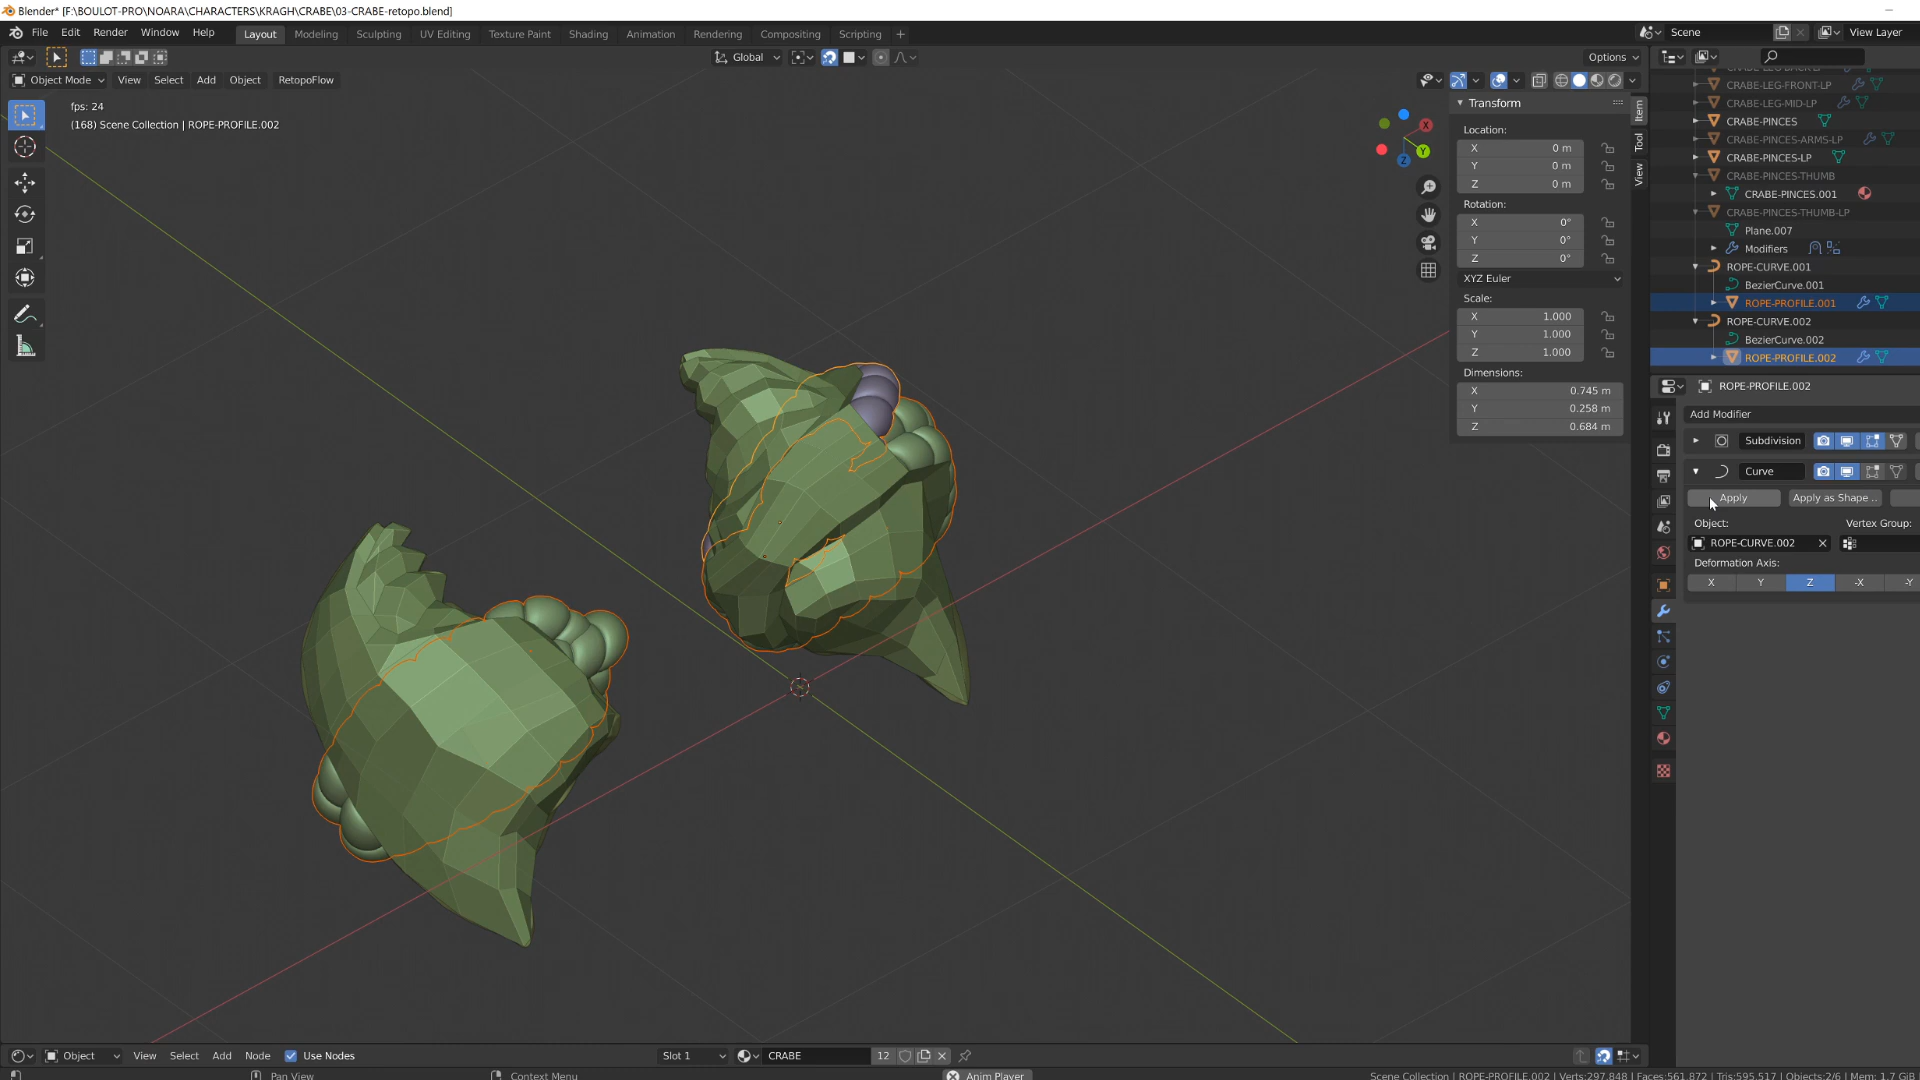 Blender* [F:\BOULOT-PRO\NOARA\CHARACTERS\KRAGH\CRABE\03-CRABE-retopo.blend]
File Edit Render Window Help Layout Modeling Sculpting UV Editing Texture Paint Shading Animation Rendering Compositing Scripting + Scene View Layer
Global Options
Object Mode View Select Add Object RetopoFlow
fps: 24
(168) Scene Collection | ROPE-PROFILE.002
X
Y
Z
Transform
Location:
X 0 m
Y 0 m
Z 0 m
Rotation:
X 0°
Y 0°
Z 0°
XYZ Euler
Scale:
X 1.000
Y 1.000
Z 1.000
Dimensions:
X 0.745 m
Y 0.258 m
Z 0.684 m
Item
Tool
View
CRABE-LEG-FRONT-LP
CRABE-LEG-MID-LP
CRABE-PINCES
CRABE-PINCES-ARMS-LP
CRABE-PINCES-LP
CRABE-PINCES-THUMB
CRABE-PINCES.001
CRABE-PINCES-THUMB-LP
Plane.007
Modifiers
ROPE-CURVE.001
BezierCurve.001
ROPE-PROFILE.001
ROPE-CURVE.002
BezierCurve.002
ROPE-PROFILE.002
ROPE-PROFILE.002
Add Modifier
Subdivision
Curve
Apply Apply as Shape ..
Object: Vertex Group:
ROPE-CURVE.002
Deformation Axis:
X Y Z -X -Y
Object View Select Add Node Use Nodes Slot 1 CRABE 12
Pan View Context Menu Anim Player Scene Collection | ROPE-PROFILE.002 | Verts:297,848 | Faces:561,872 | Tris:595,517 | Objects:2/6 | Mem: 1.7 GiB